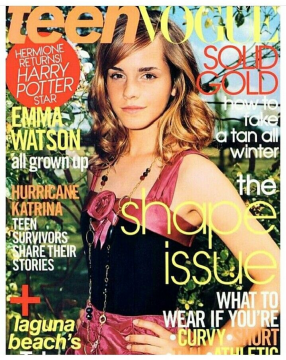 teen VOGUE
HERMIONE
RETURNS!
HARRY
POTTER
STAR
EMMA
WATSON
all grown up
HURRICANE
KATRINA
TEEN
SURVIVORS
SHARE THEIR
STORIES
+
laguna
beach's
SOLID
GOLD
how to
fake
a tan all
winter
the
shape
issue
WHAT TO
WEAR IF YOU'RE
•CURVY•SHORT
ATHLETIC